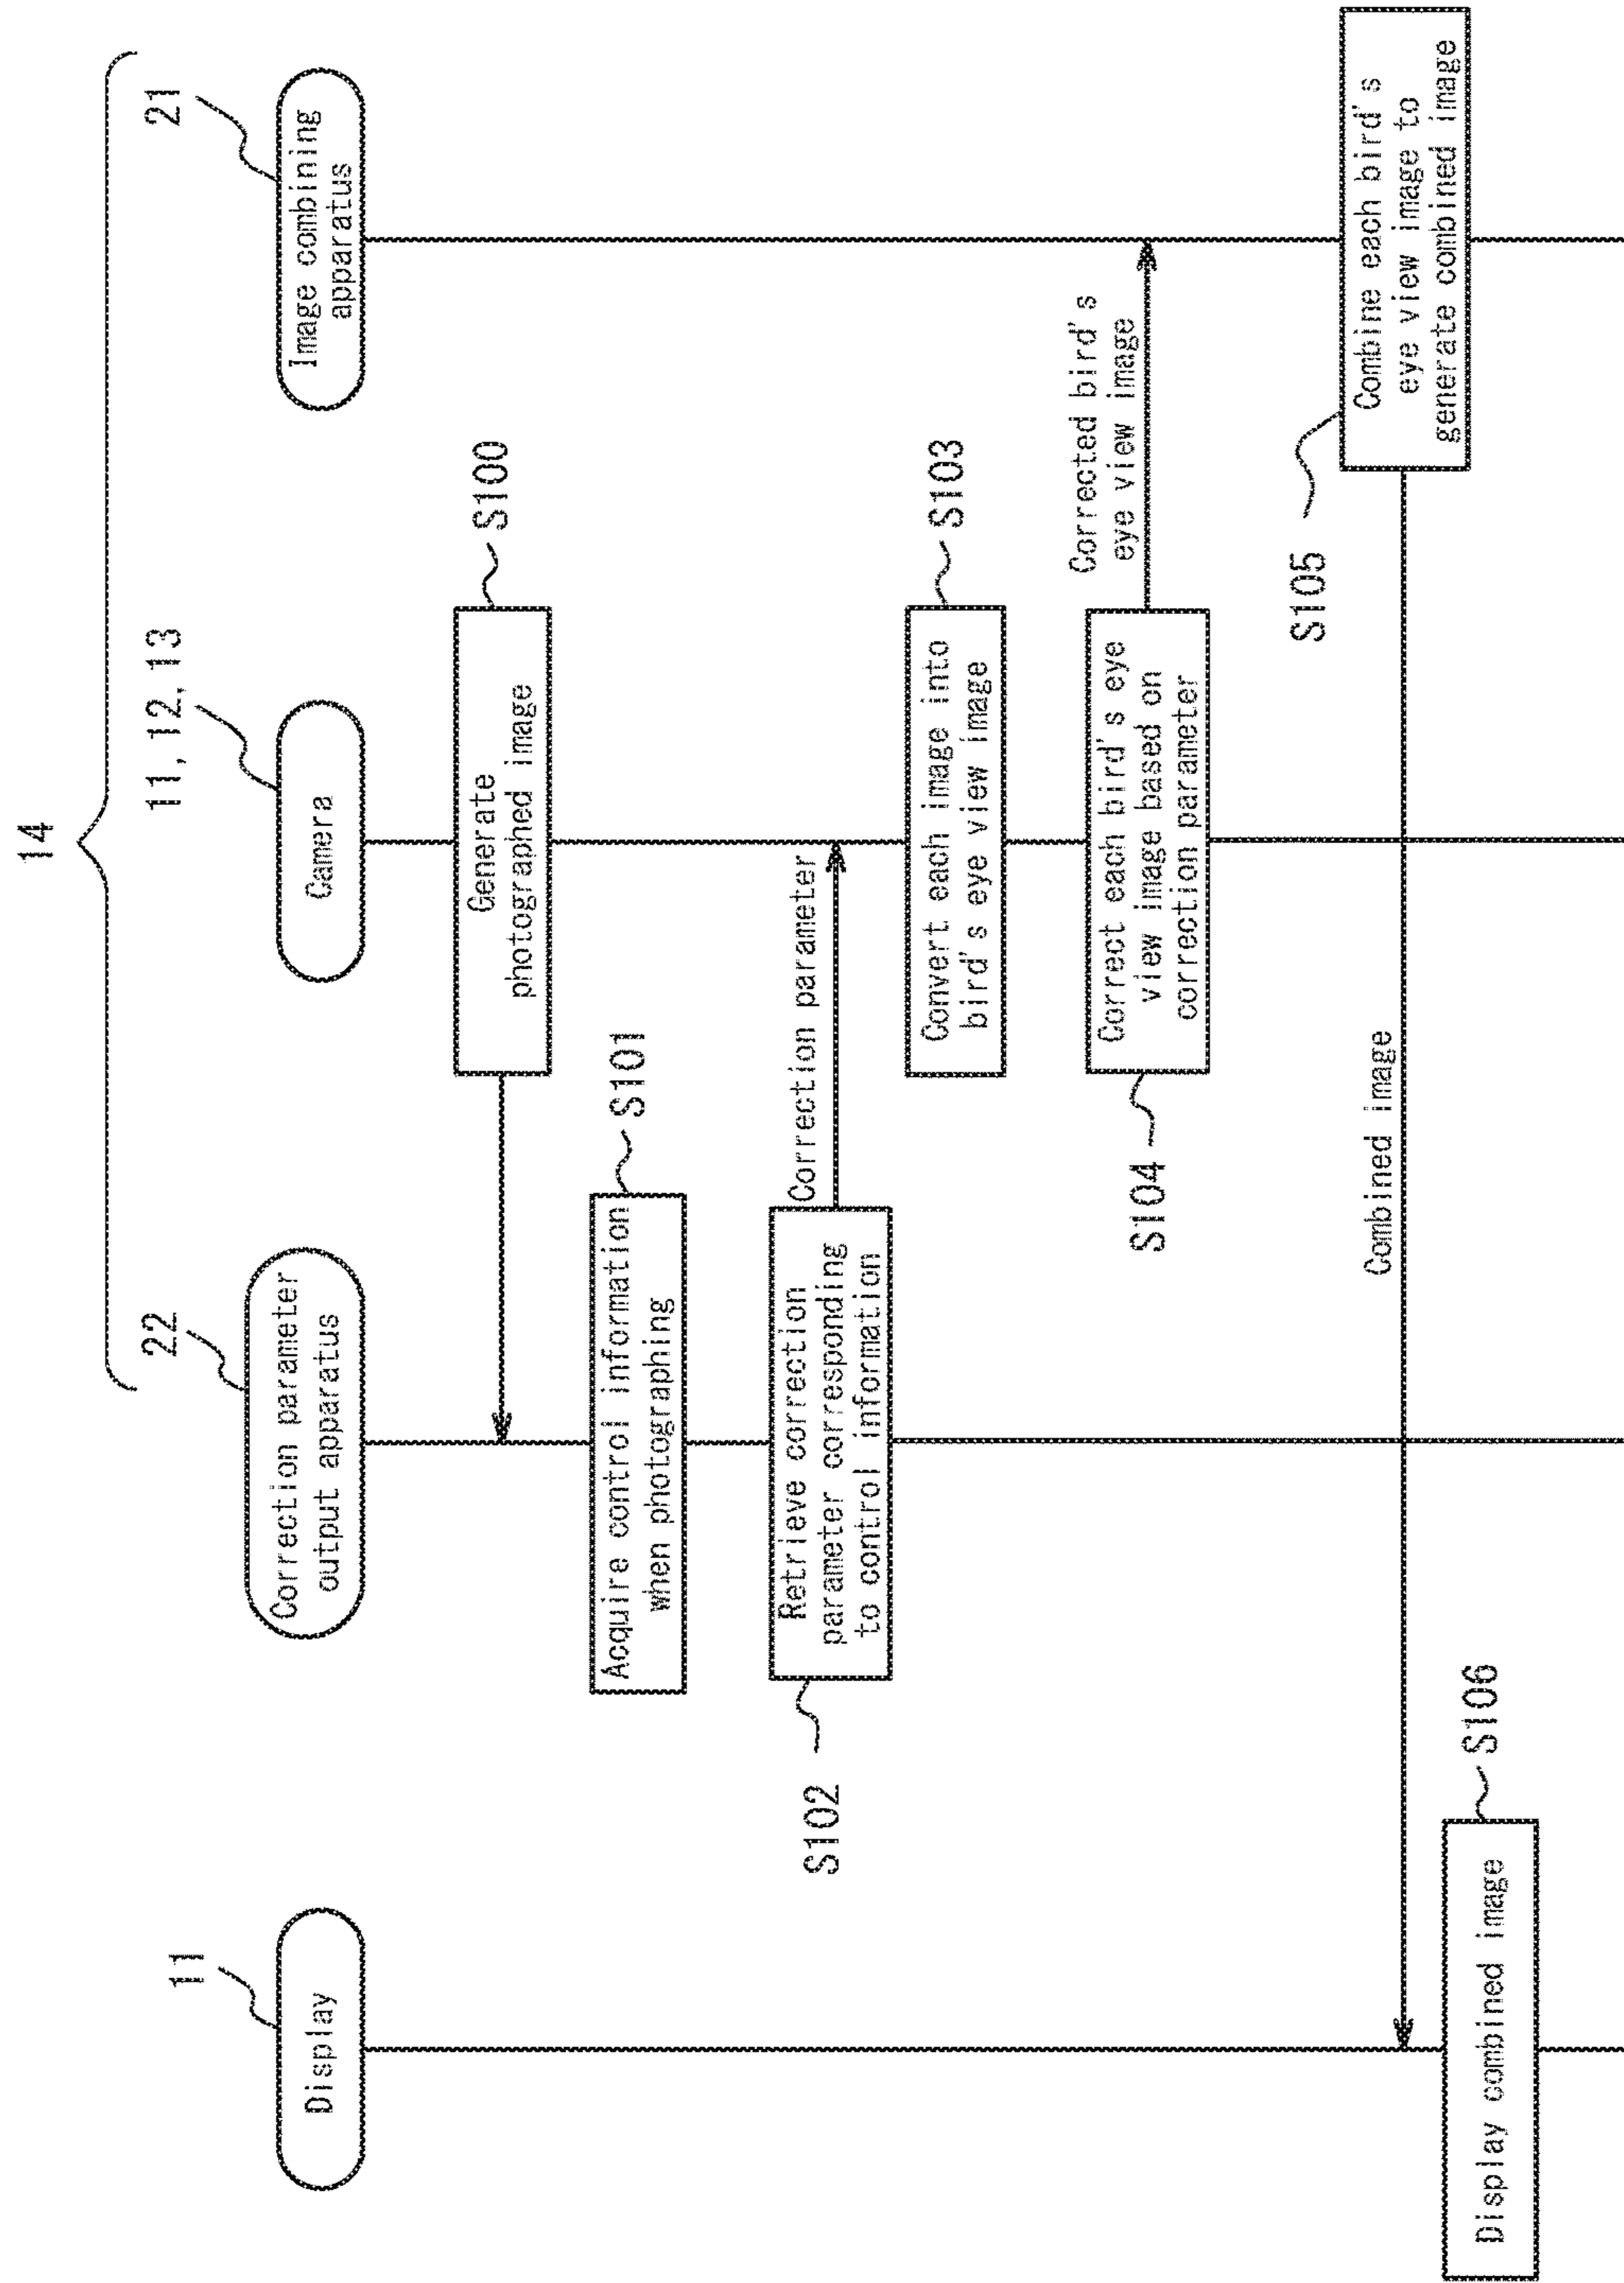 14
11
22
11, 12, 13
21
Display
Correction parameter
output apparatus
Camera
Image combining
apparatus
Generate
photographed image
S100
Acquire control information
when photographing
S101
S102
Retrieve correction
parameter corresponding
to control information
Correction parameter
Convert each image into
bird's eye view image
S103
S104
Correct each bird's eye
view image based on
correction parameter
Corrected bird's
eye view image
S105
Combine each bird's
eye view image to
generate combined image
Combined image
Display combined image
S106